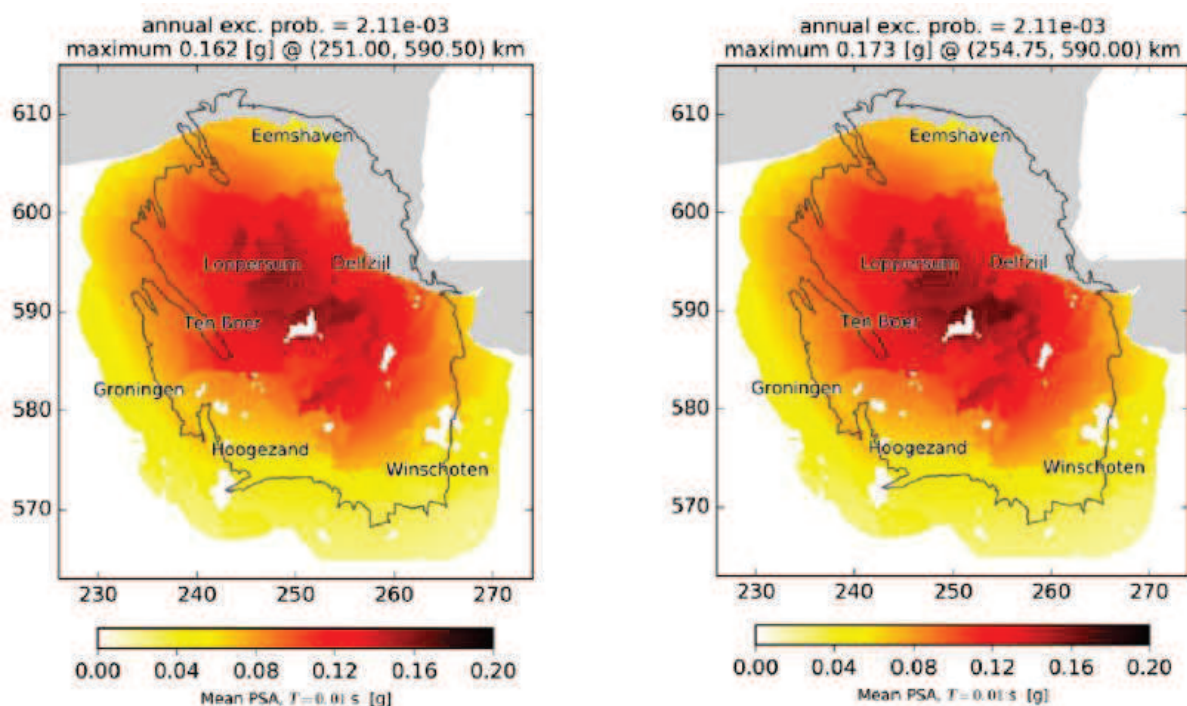 annual exc. prob. = 2.11e-03
maximum 0.162 [g] @ (251.00, 590.50) km
610
600
590
580
570
Eemshaven
Loppersum
Delfzijl
Ten Boer
Groningen
Hoogezand
Winschoten
230 240 250 260 270
0.00 0.04 0.08 0.12 0.16 0.20
Mean PSA, T=0.01 s [g]
annual exc. prob. = 2.11e-03
maximum 0.173 [g] @ (254.75, 590.00) km
610
600
590
580
570
Eemshaven
Loppersum
Delfzijl
Ten Boer
Groningen
Hoogezand
Winschoten
230 240 250 260 270
0.00 0.04 0.08 0.12 0.16 0.20
Mean PSA, T=0.01 s [g]